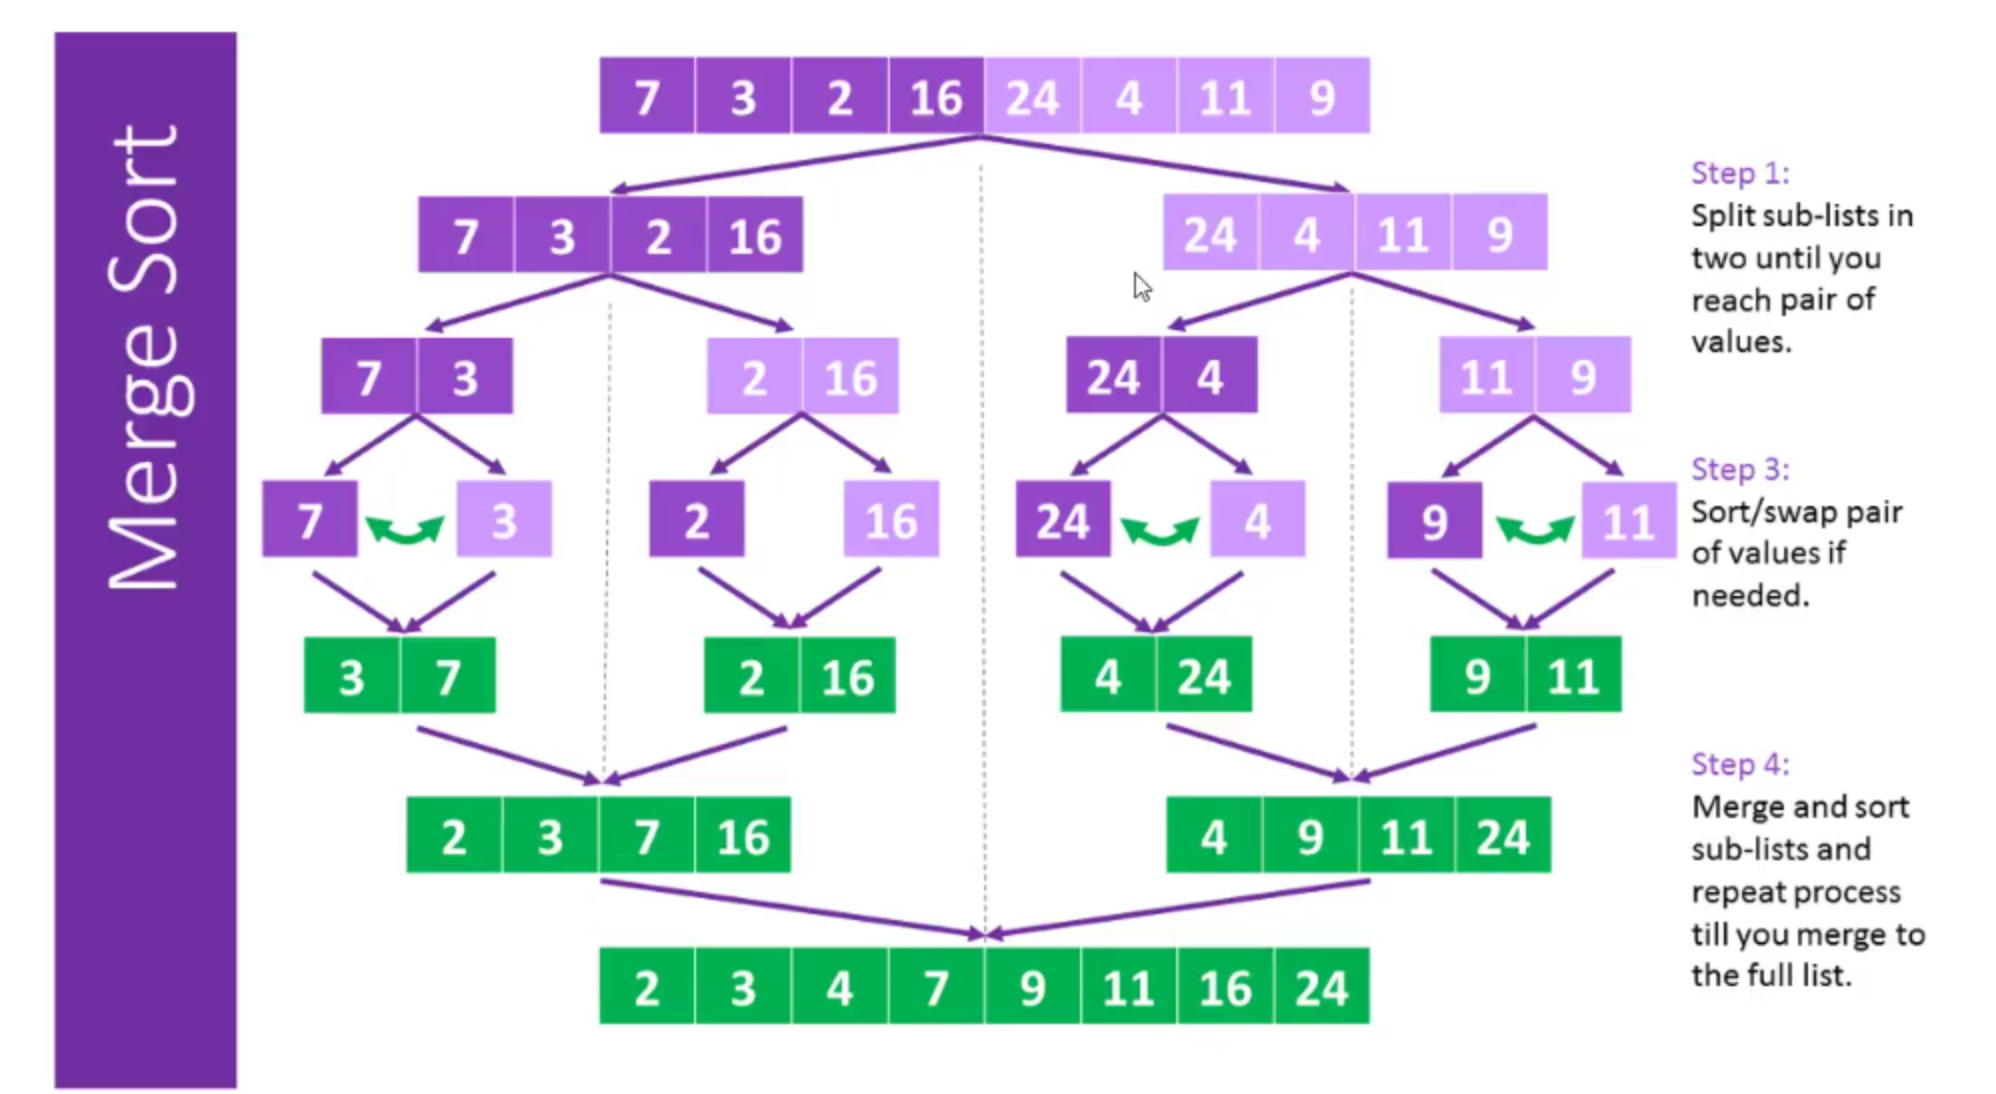 Merge Sort
7 3 2 16 24 4 11 9
7 3 2 16 24 4 11 9
Step 1:
Split sub-lists in
two until you
reach pair of
values.
7 3 2 16 24 4 11 9
7 3 2 16 24 4 9 11
Step 3:
Sort/swap pair
of values if
needed.
3 7 2 16 4 24 9 11
Step 4:
Merge and sort
sub-lists and
repeat process
till you merge to
the full list.
2 3 7 16 4 9 11 24
2 3 4 7 9 11 16 24